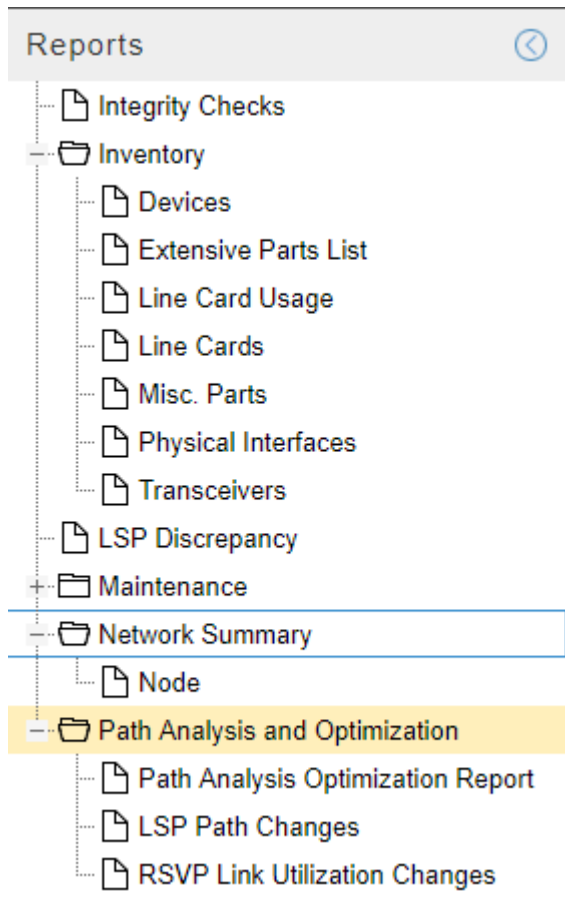 Reports
Integrity Checks
Inventory
Devices
Extensive Parts List
Line Card Usage
Line Cards
Misc. Parts
Physical Interfaces
Transceivers
LSP Discrepancy
Maintenance
Network Summary
Node
Path Analysis and Optimization
Path Analysis Optimization Report
LSP Path Changes
RSVP Link Utilization Changes